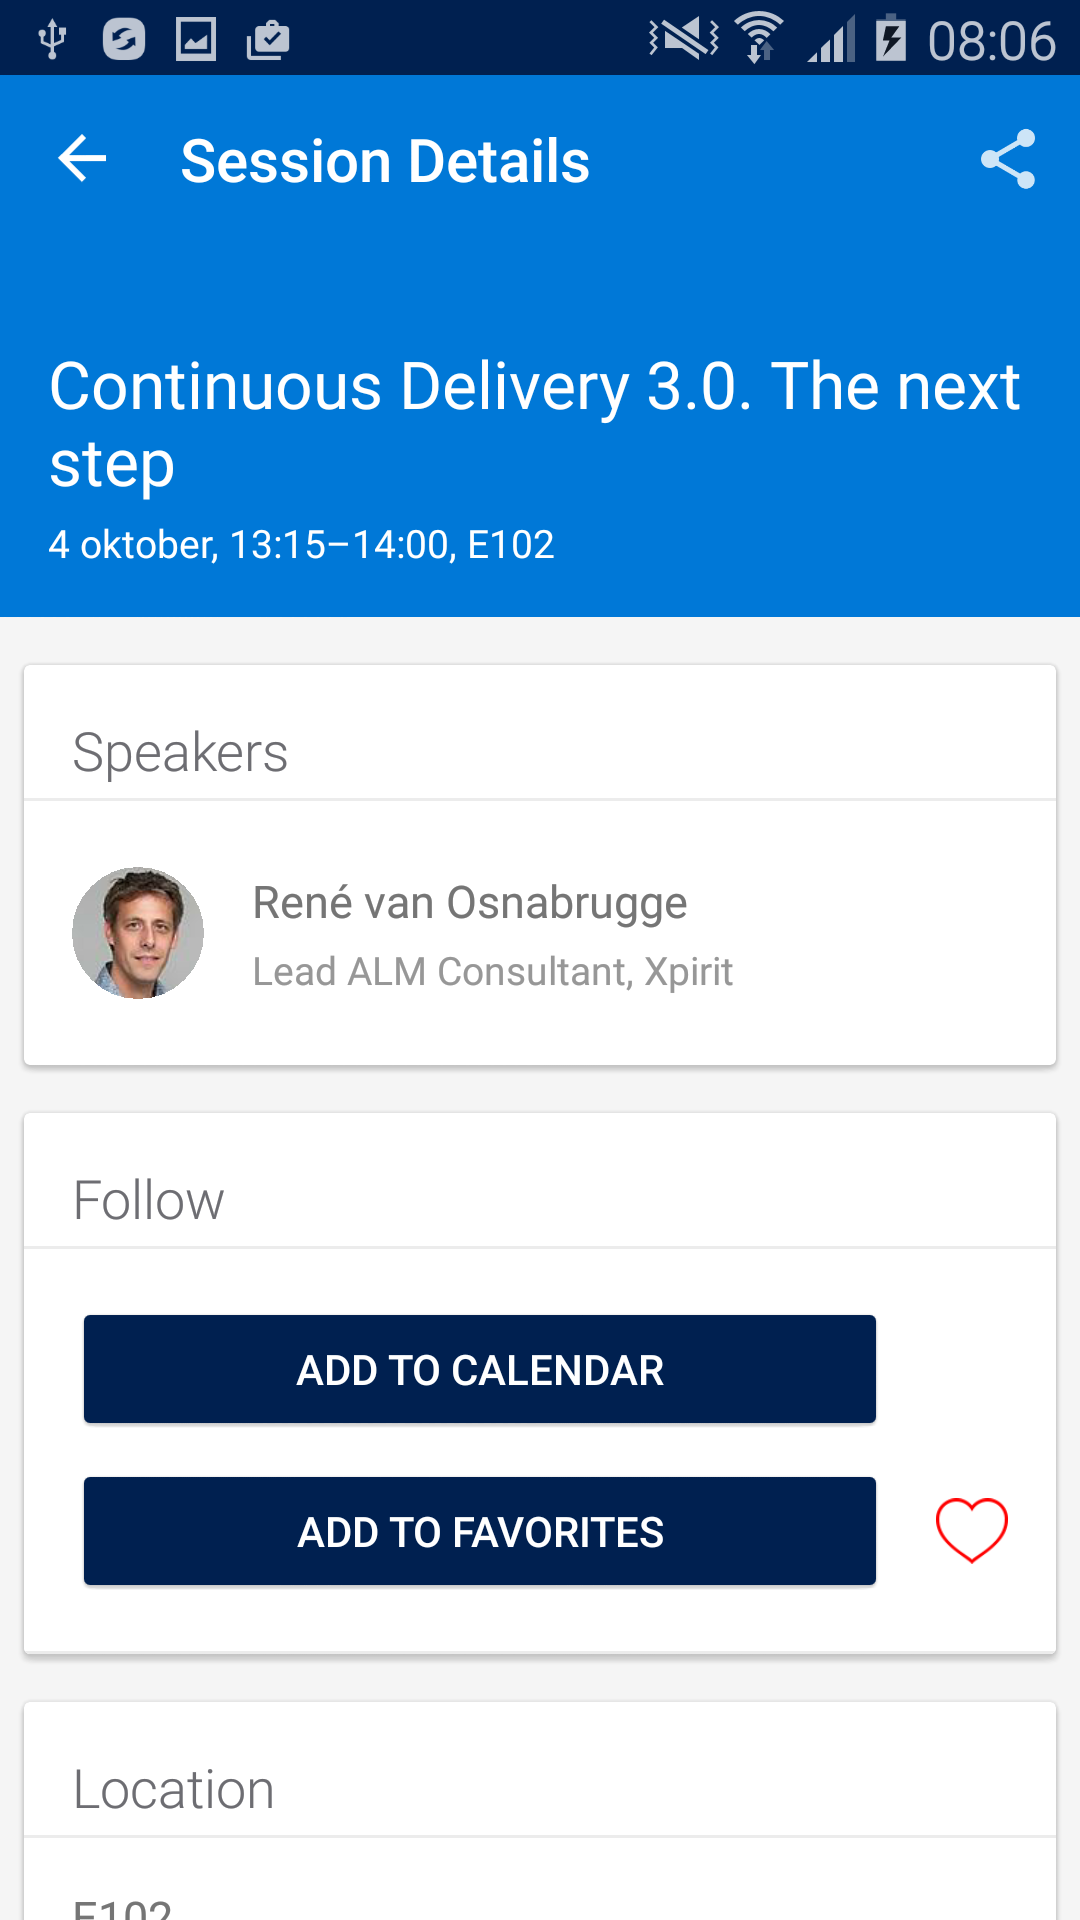 08:06
Session Details
Continuous Delivery 3.0. The next
step
4 oktober, 13:15–14:00, E102
Speakers
René van Osnabrugge
Lead ALM Consultant, Xpirit
Follow
ADD TO CALENDAR
ADD TO FAVORITES
Location
E102